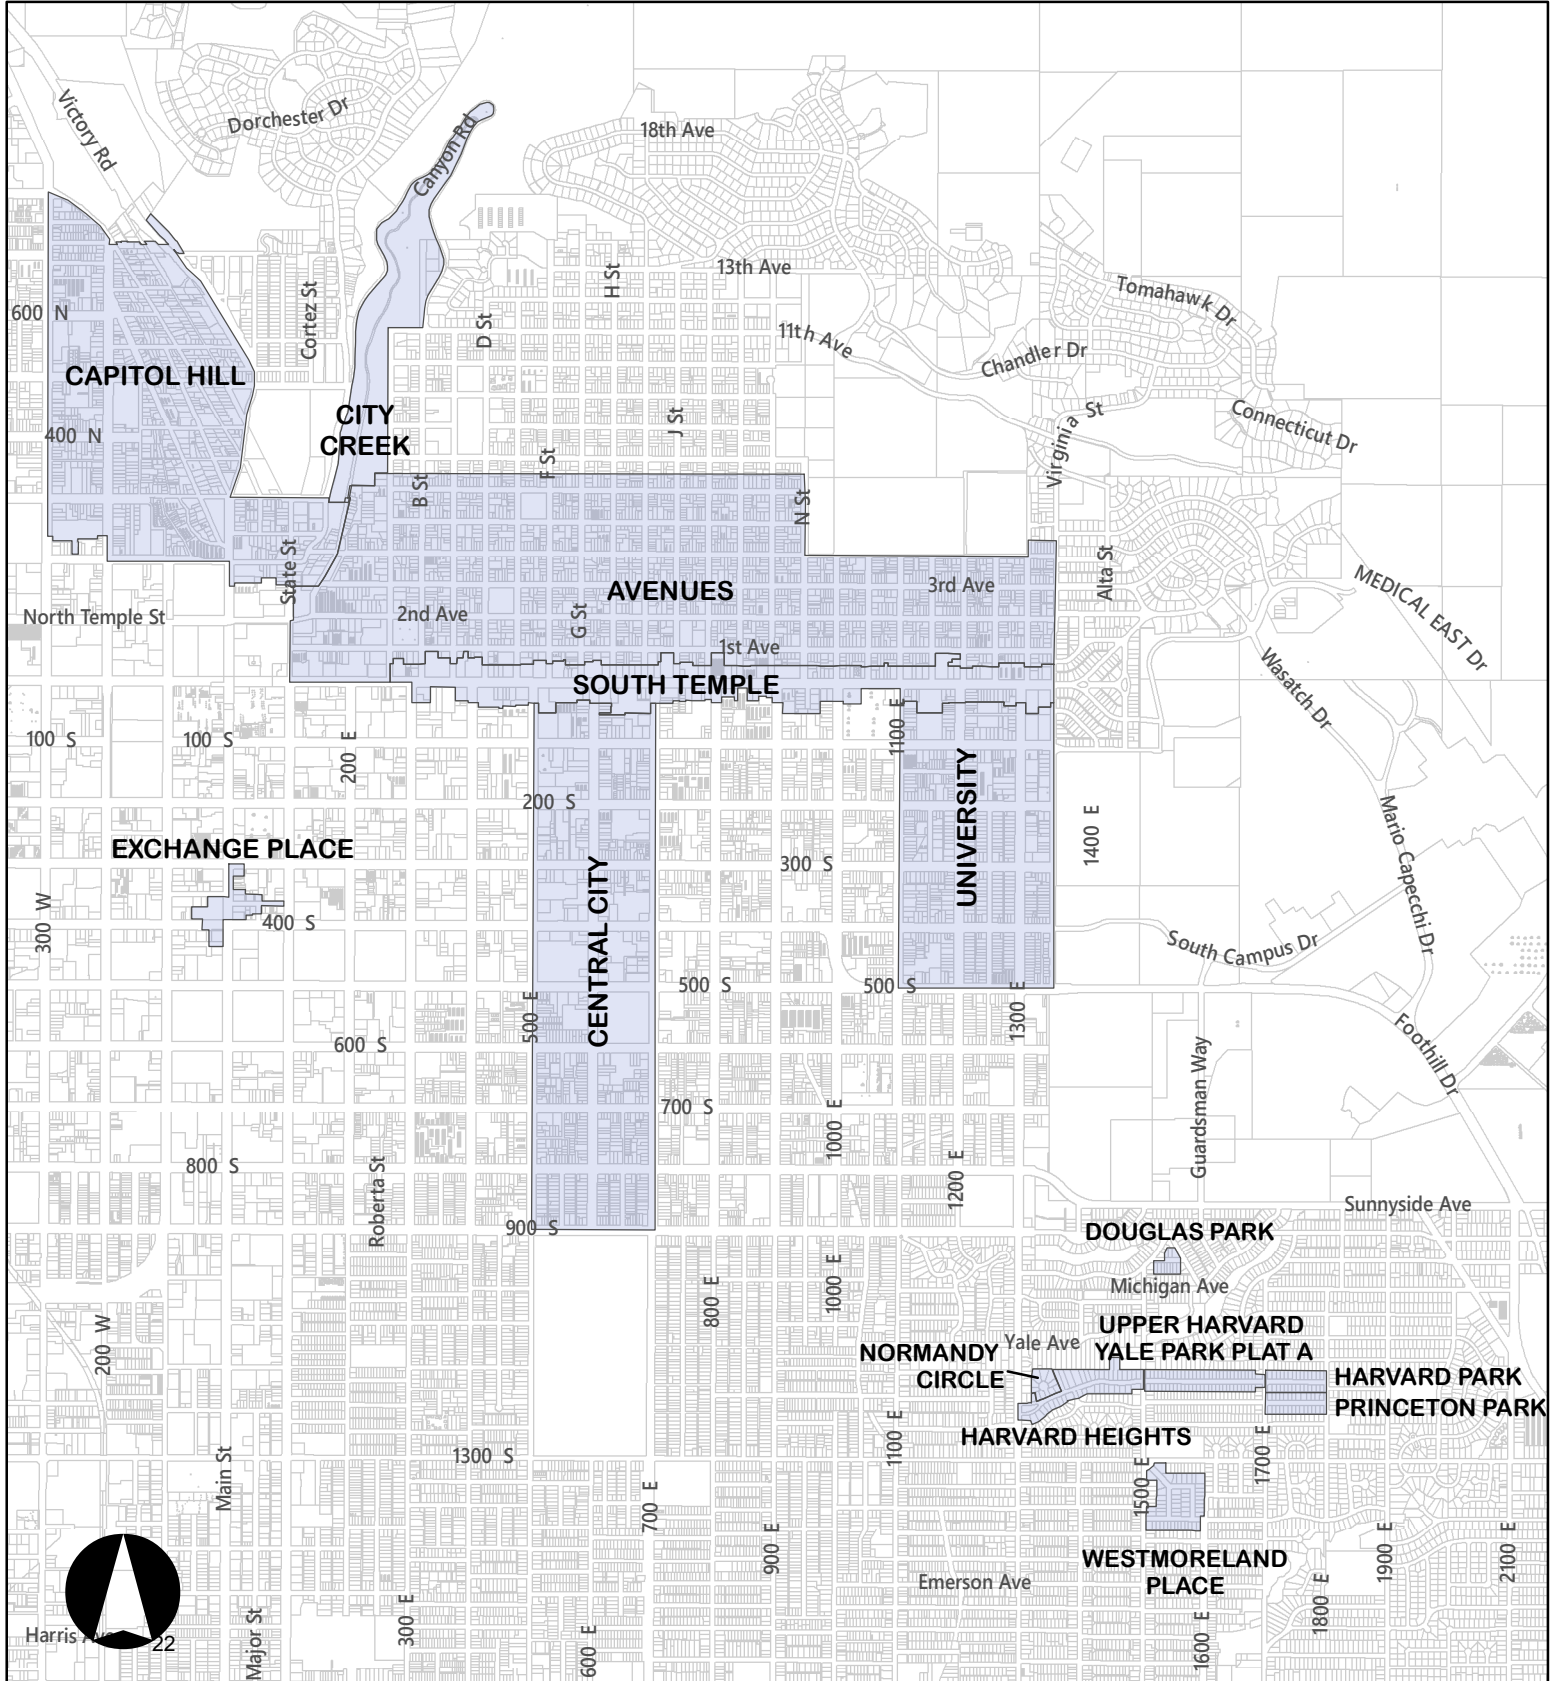 Victory Rd
Dorchester Dr
Canyon Rd
18th Ave
13th Ave
H St
Tomahawk Dr
600 N
Cortez St
D St
11th Ave
Chandler Dr
CAPITOL HILL
CITY
CREEK
J St
Virginia St
Connecticut Dr
400 N
F St
B St
N St
State St
Alta St
AVENUES
3rd Ave
MEDICAL EAST Dr
North Temple St
2nd Ave
G St
1st Ave
Wasatch Dr
SOUTH TEMPLE
100 S
100 S
200 E
1100 E
UNIVERSITY
200 S
1400 E
Mario Capecchi Dr
EXCHANGE PLACE
300 S
CENTRAL CITY
300 W
400 S
South Campus Dr
500 S
500 S
500 E
1300 E
600 S
Foothill Dr
Guardsman Way
700 S
1000 E
800 S
Roberta St
1200 E
Sunnyside Ave
900 S
DOUGLAS PARK
1000 E
800 E
Michigan Ave
200 W
UPPER HARVARD
YALE PARK PLAT A
Yale Ave
NORMANDY
CIRCLE
HARVARD PARK
PRINCETON PARK
1100 E
HARVARD HEIGHTS
1300 S
1700 E
Main St
1500 E
700 E
900 E
WESTMORELAND
PLACE
1900 E
2100 E
Emerson Ave
1800 E
300 E
Major St
600 E
1600 E
Harris Ave
22